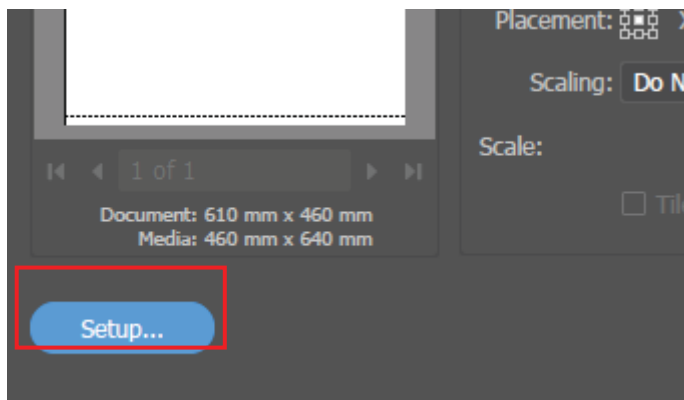 Placement:
Scaling: Do N
Scale:
1 of 1
Document: 610 mm x 460 mm
Media: 460 mm x 640 mm
Setup...